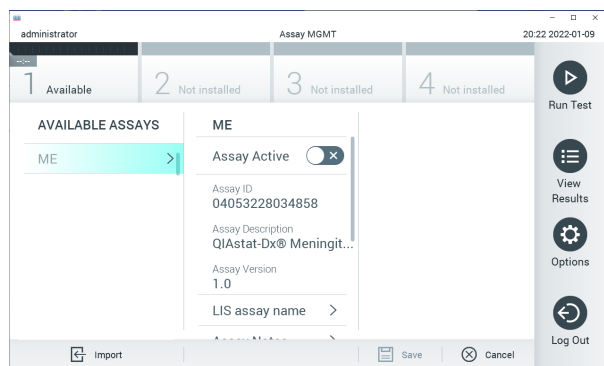 administrator
Assay MGMT
20:22 2022-01-09
--:--
1 Available
2 Not installed
3 Not installed
4 Not installed
Run Test
View
Results
Options
Log Out
AVAILABLE ASSAYS
ME
ME
Assay Active
Assay ID
04053228034858
Assay Description
QIAstat-Dx® Meningit...
Assay Version
1.0
LIS assay name
Assay Notes
Import
Save
Cancel